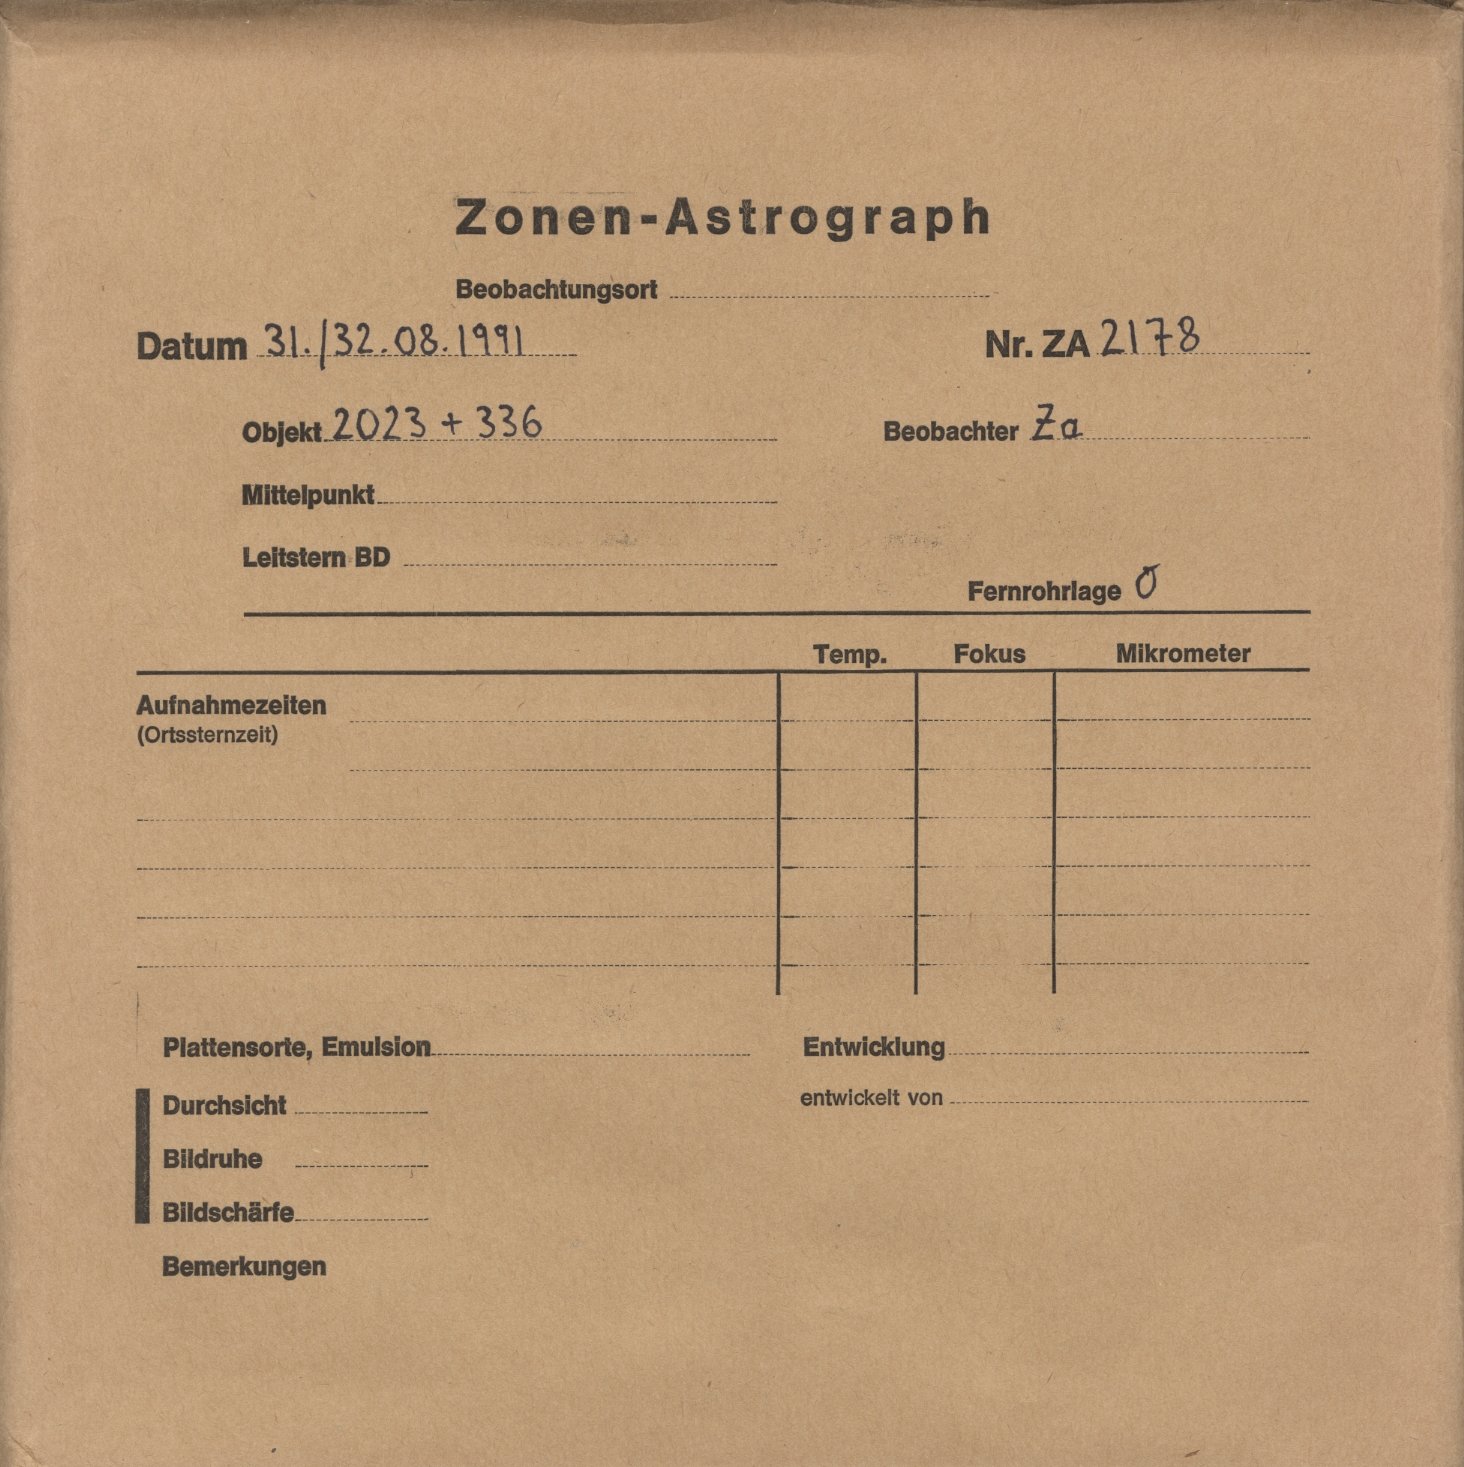 Zonen-Astrograph
Beobachtungsort
Datum 31./32.08.1991 Nr. ZA 2178
Objekt 2023 + 336 Beobachter Za
Mittelpunkt
Leitstern BD
Fernrohrlage O
Temp. Fokus Mikrometer
Aufnahmezeiten
(Ortssternzeit)
Plattensorte, Emulsion Entwicklung
Durchsicht entwickelt von
Bildruhe
Bildschärfe
Bemerkungen